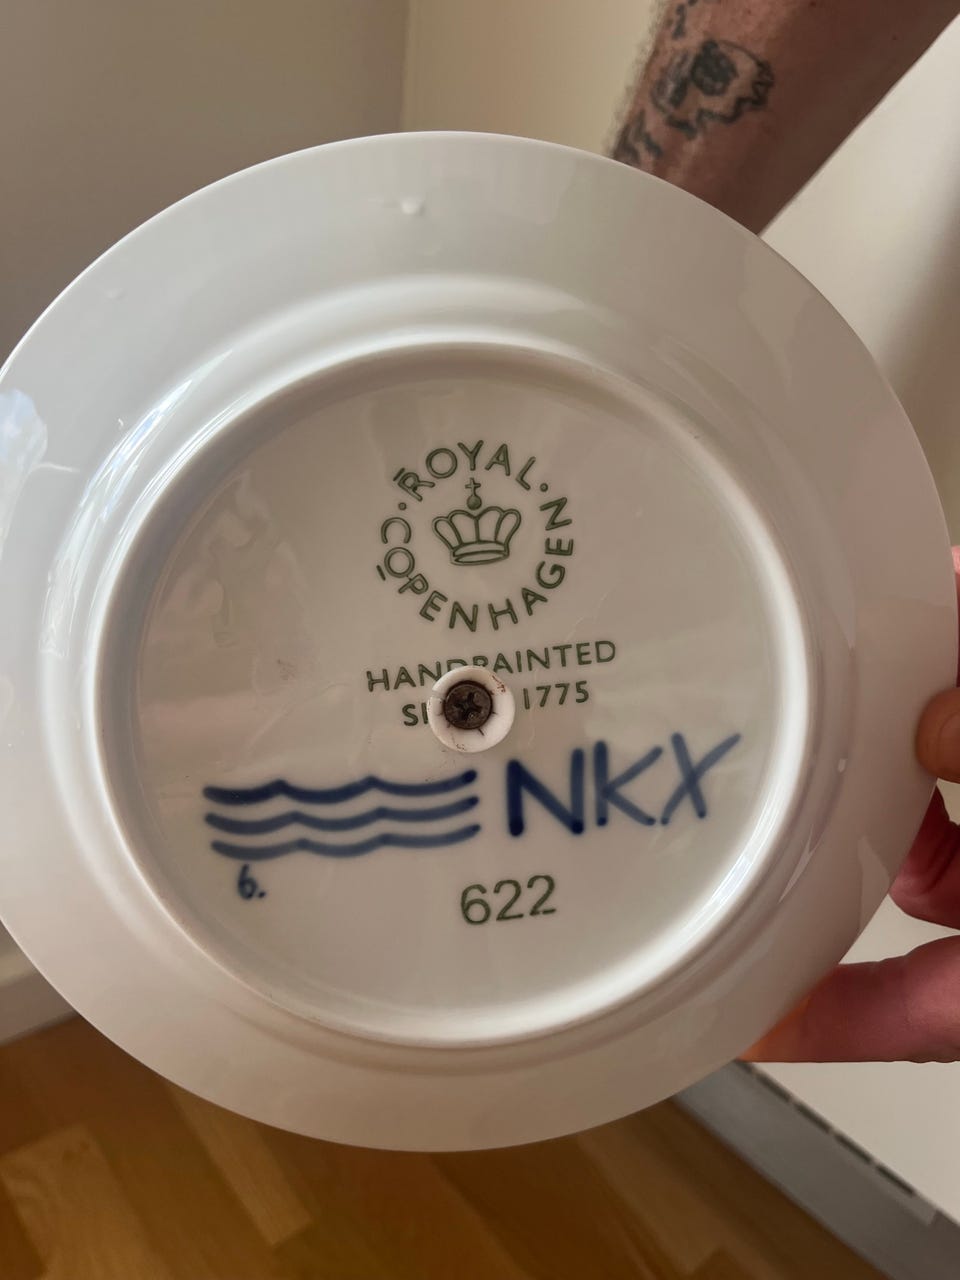 ROYAL · COPENHAGEN ·
HANDPAINTED
1775
NKX
6.
622